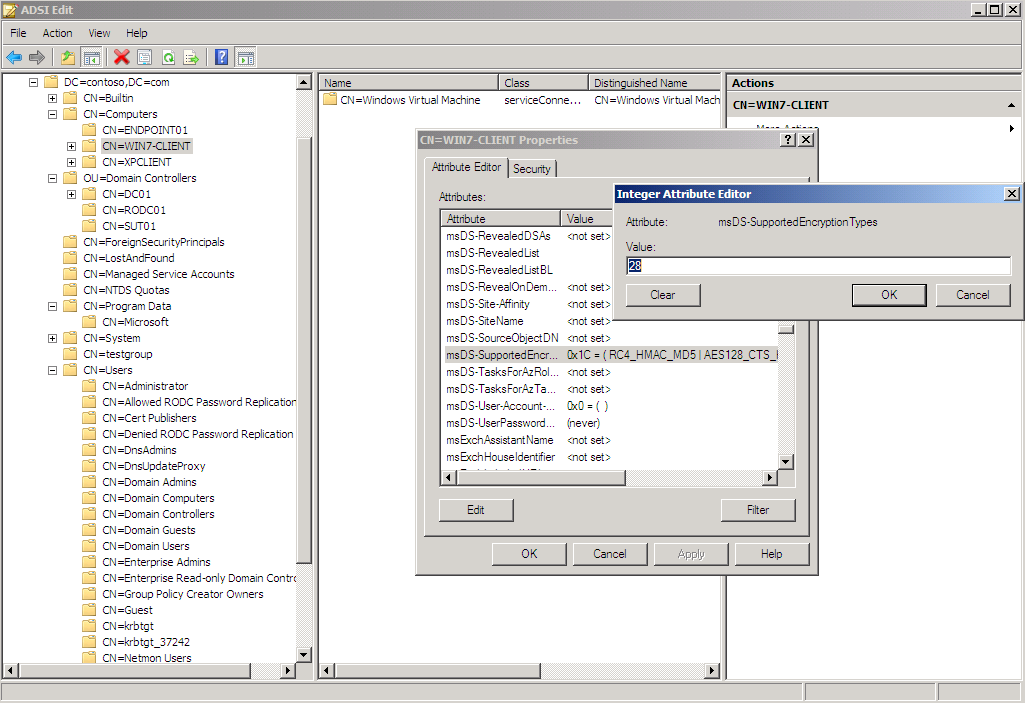 ADSI Edit
File Action View Help
DC=contoso,DC=com
CN=Builtin
CN=Computers
CN=ENDPOINT01
CN=WIN7-CLIENT
CN=XPCLIENT
OU=Domain Controllers
CN=DC01
CN=RODC01
CN=SUT01
CN=ForeignSecurityPrincipals
CN=LostAndFound
CN=Managed Service Accounts
CN=NTDS Quotas
CN=Program Data
CN=Microsoft
CN=System
CN=testgroup
CN=Users
CN=Administrator
CN=Allowed RODC Password Replication
CN=Cert Publishers
CN=Denied RODC Password Replication
CN=DnsAdmins
CN=DnsUpdateProxy
CN=Domain Admins
CN=Domain Computers
CN=Domain Controllers
CN=Domain Guests
CN=Domain Users
CN=Enterprise Admins
CN=Enterprise Read-only Domain Contro
CN=Group Policy Creator Owners
CN=Guest
CN=krbtgt
CN=krbtgt_37242
CN=Netmon Users
Name Class Distinguished Name
CN=Windows Virtual Machine serviceConne... CN=Windows Virtual Mach
Actions
CN=WIN7-CLIENT
More Actions
CN=WIN7-CLIENT Properties
Attribute Editor Security
Attributes:
Attribute Value
msDS-RevealedDSAs <not set>
msDS-RevealedList
msDS-RevealedListBL
msDS-RevealOnDem... <not set>
msDS-Site-Affinity <not set>
msDS-SiteName <not set>
msDS-SourceObjectDN <not set>
msDS-SupportedEncr... 0x1C = ( RC4_HMAC_MD5 | AES128_CTS_
msDS-TasksForAzRol... <not set>
msDS-TasksForAzTa... <not set>
msDS-User-Account-... 0x0 = ( )
msDS-UserPassword... (never)
msExchAssistantName <not set>
msExchHouseIdentifier <not set>
Edit Filter
OK Cancel Apply Help
Integer Attribute Editor
Attribute: msDS-SupportedEncryptionTypes
Value:
28
Clear OK Cancel